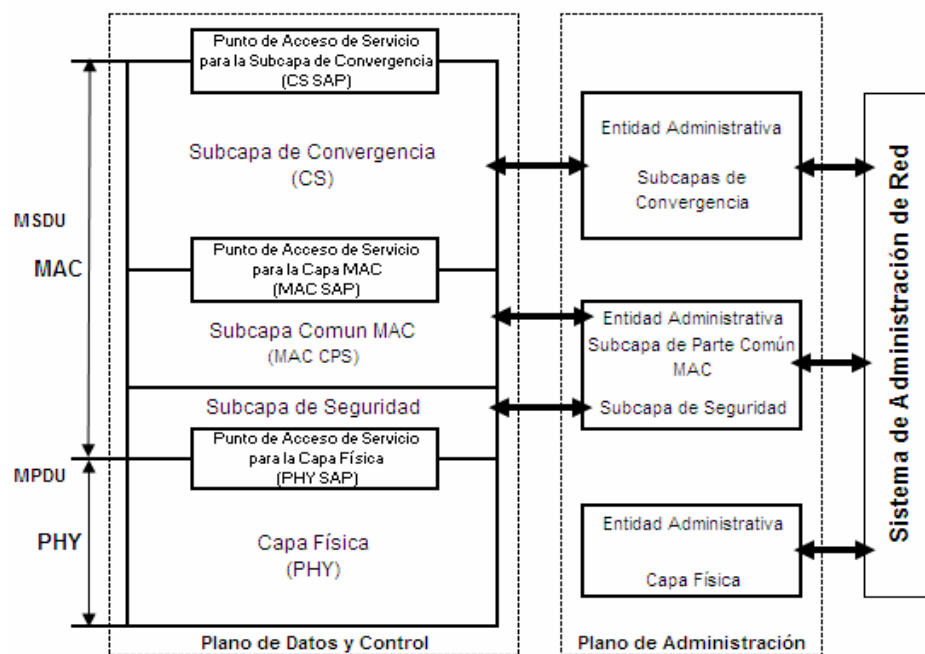 Punto de Acceso de Servicio
para la Subcapa de Convergencia
(CS SAP)
Subcapa de Convergencia
(CS)
MSDU
MAC
Punto de Acceso de Servicio
para la Capa MAC
(MAC SAP)
Subcapa Comun MAC
(MAC CPS)
Subcapa de Seguridad
Punto de Acceso de Servicio
para la Capa Física
(PHY SAP)
MPDU
PHY
Capa Física
(PHY)
Plano de Datos y Control
Entidad Administrativa
Subcapas de
Convergencia
Entidad Administrativa
Subcapa de Parte Común
MAC
Subcapa de Seguridad
Entidad Administrativa
Capa Física
Plano de Administración
Sistema de Administración de Red